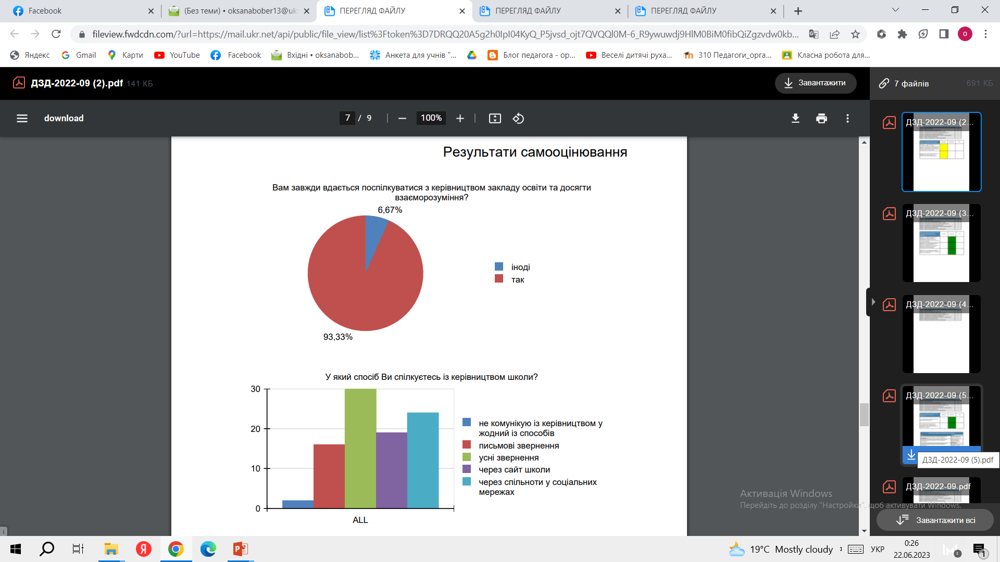 Facebook
(Без теми) • oksanabober13@uk
ПЕРЕГЛЯД ФАЙЛУ
ПЕРЕГЛЯД ФАЙЛУ
ПЕРЕГЛЯД ФАЙЛУ
fileview.fwdcdn.com/?url=https://mail.ukr.net/api/public/file_view/list%3Ftoken%3D7DRQQ20A5g2h0IpI04KyQ_P5jvsd_ojt7QVQQl0M-6_R9ywuwdj9HlM0BiM0fibQiZgzvdw0kb...
O
Яндекс
Gmail
Карти
YouTube
Facebook
Вхідні • oksanabob...
Анкета для учнів "...
Блог педагога - ор...
Веселі дитячі руха...
310 Педагоги_орга...
Класна робота для...
ДЗД-2022-09 (2).pdf 141 КБ
Завантажити
7 файлів
691 КБ
download
7 / 9
100%
Результати самооцінювання
Вам завжди вдається поспілкуватися з керівництвом закладу освіти та досягти
взаєморозуміння?
6,67%
93,33%
іноді
так
У який спосіб Ви спілкуєтесь із керівництвом школи?
30
20
10
0
ALL
не комунікую із керівництвом у
жодний із способів
письмові звернення
усні звернення
через сайт школи
через спільноти у соціальних
мережах
ДЗД-2022-09 (2...
ДЗД-2022-09 (3...
ДЗД-2022-09 (4...
ДЗД-2022-09 (5...
ДЗД-2022-09 (5).pdf
ДЗД-2022-09.pdf
Активація Windows
Перейдіть до розділу "Настройки", щоб активувати Windows.
Завантажити всі
19°C Mostly cloudy
УКР
0:26
22.06.2023
3
1